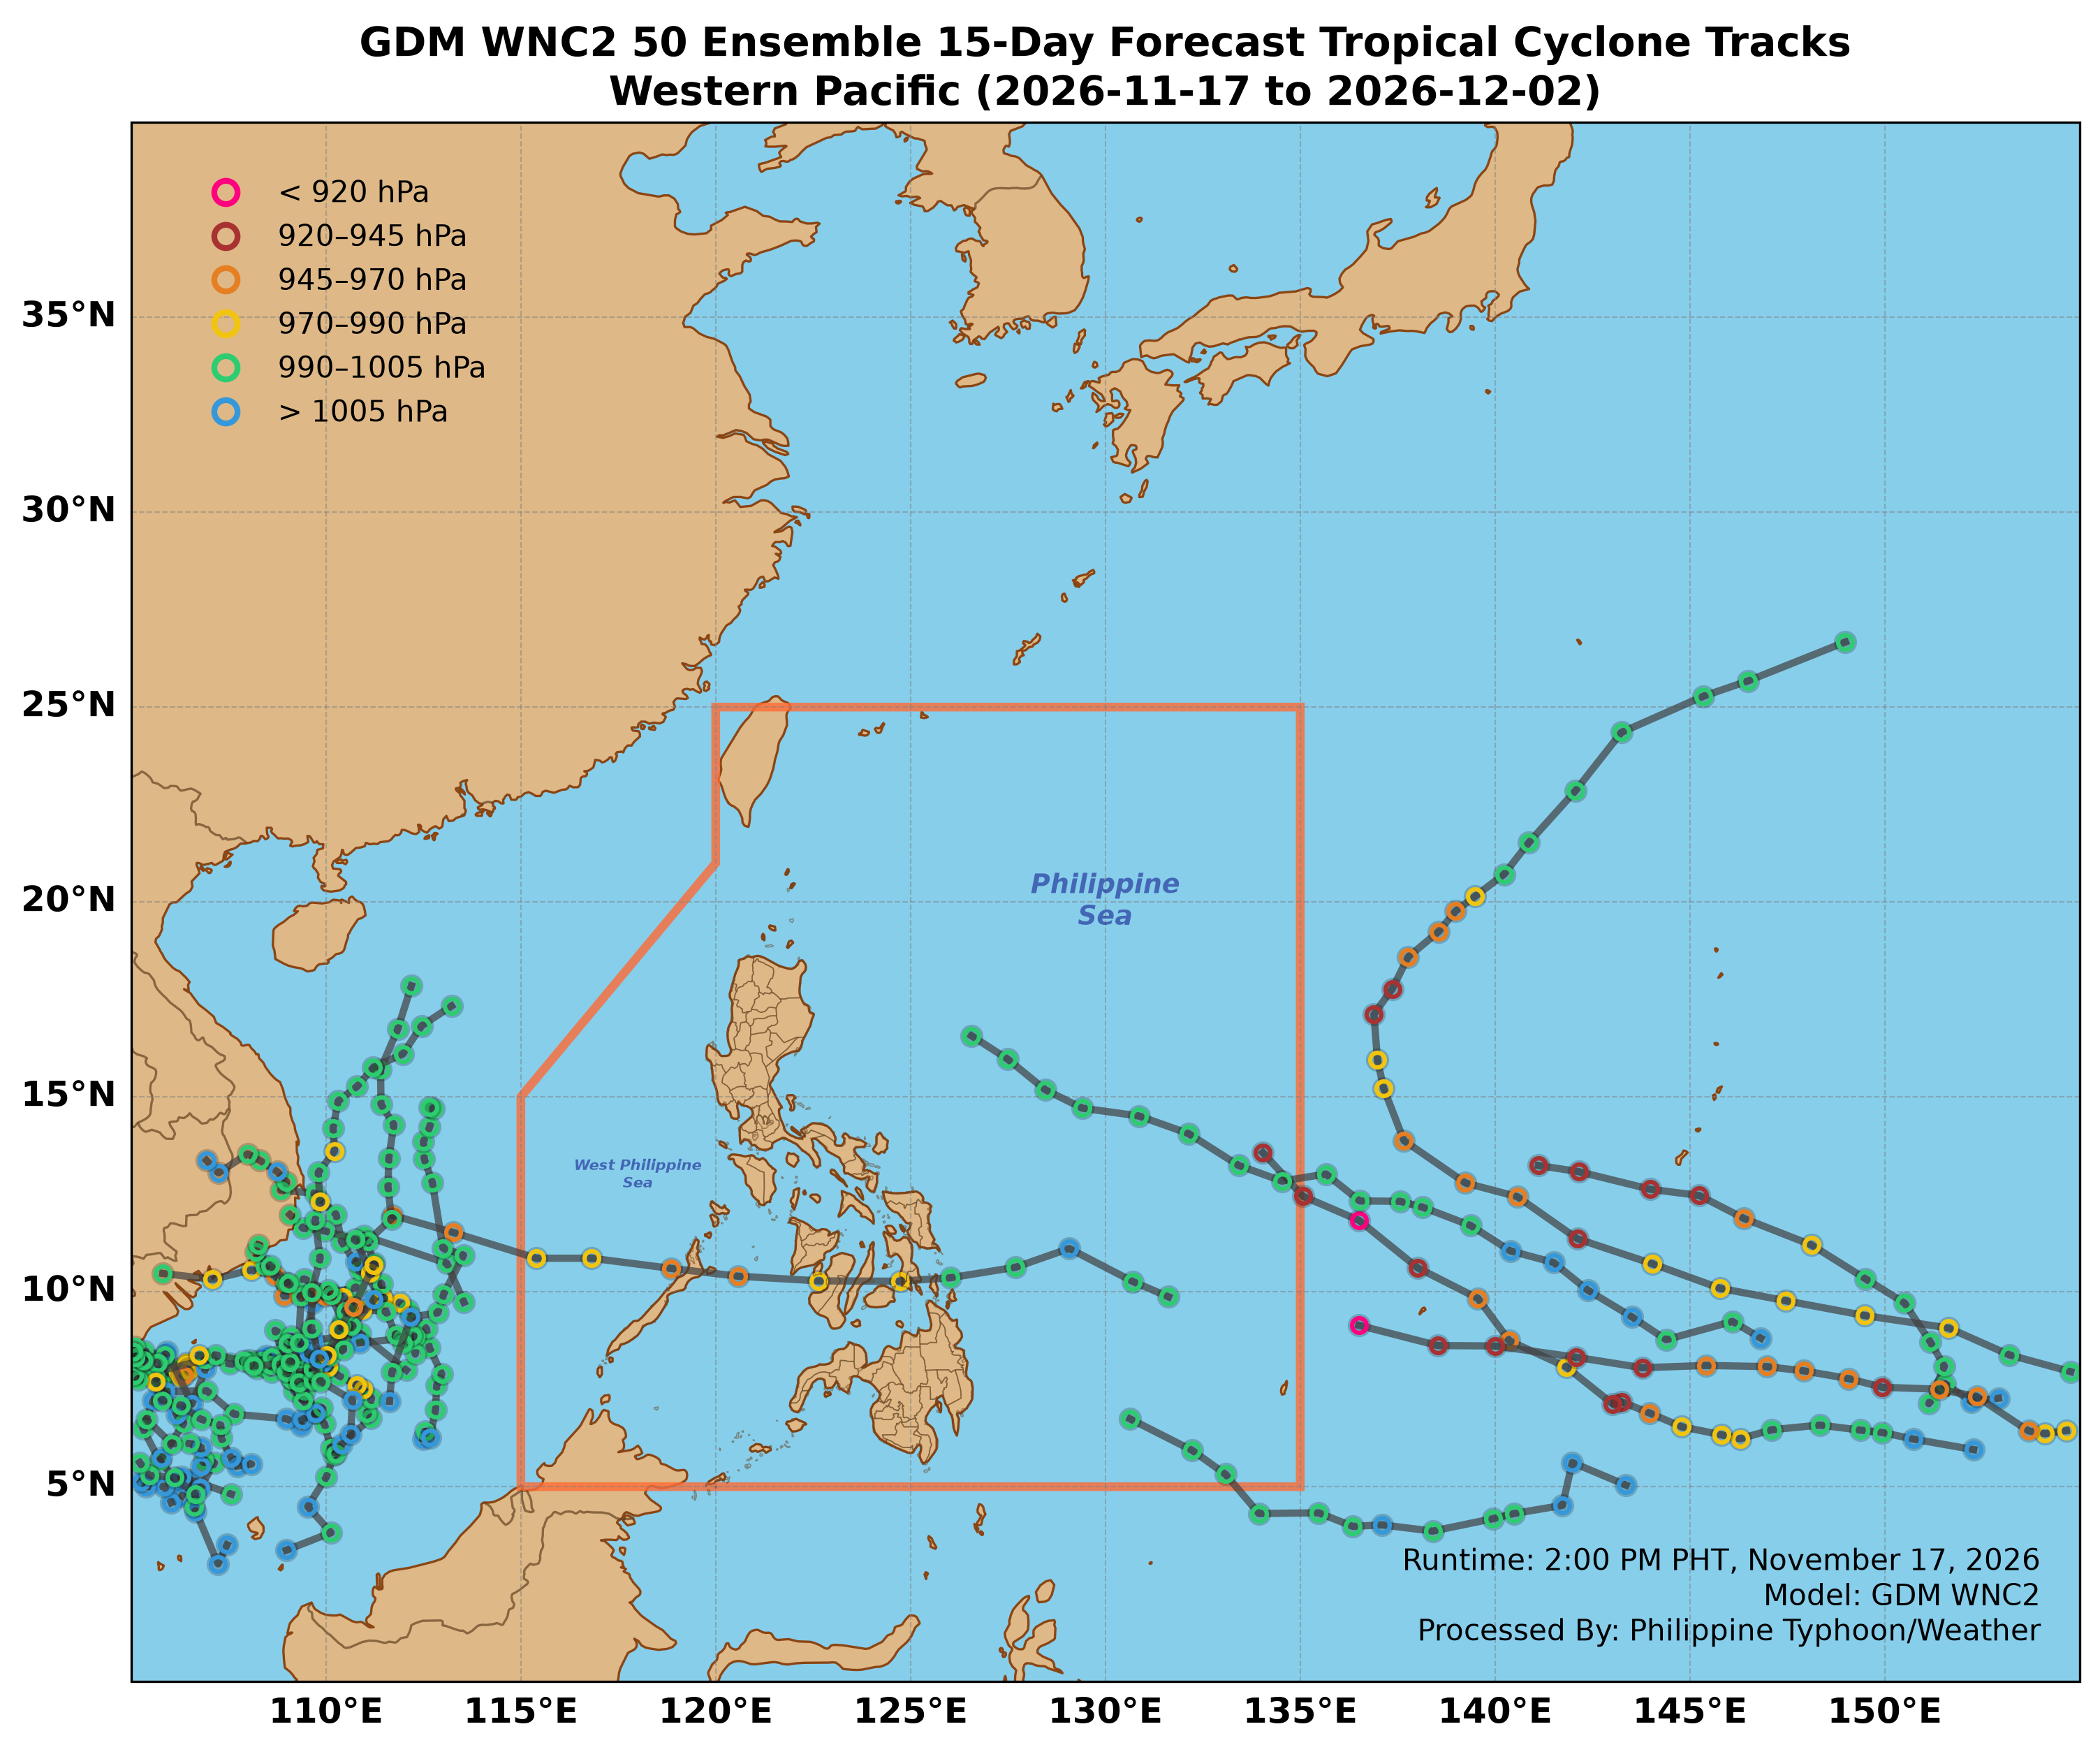 GDM WNC2 50 Ensemble 15-Day Forecast Tropical Cyclone Tracks
Western Pacific (2026-11-17 to 2026-12-02)
< 920 hPa
920–945 hPa
945–970 hPa
970–990 hPa
990–1005 hPa
> 1005 hPa
35°N
30°N
25°N
20°N
15°N
10°N
5°N
Philippine
Sea
West Philippine
Sea
Runtime: 2:00 PM PHT, November 17, 2026
Model: GDM WNC2
Processed By: Philippine Typhoon/Weather
110°E 115°E 120°E 125°E 130°E 135°E 140°E 145°E 150°E